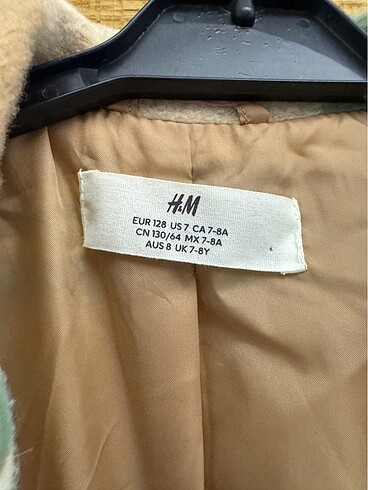 H&M
EUR 128 US 7 CA 7-8A
CN 130/64 MX 7-8A
AUS 8 UK 7-8Y